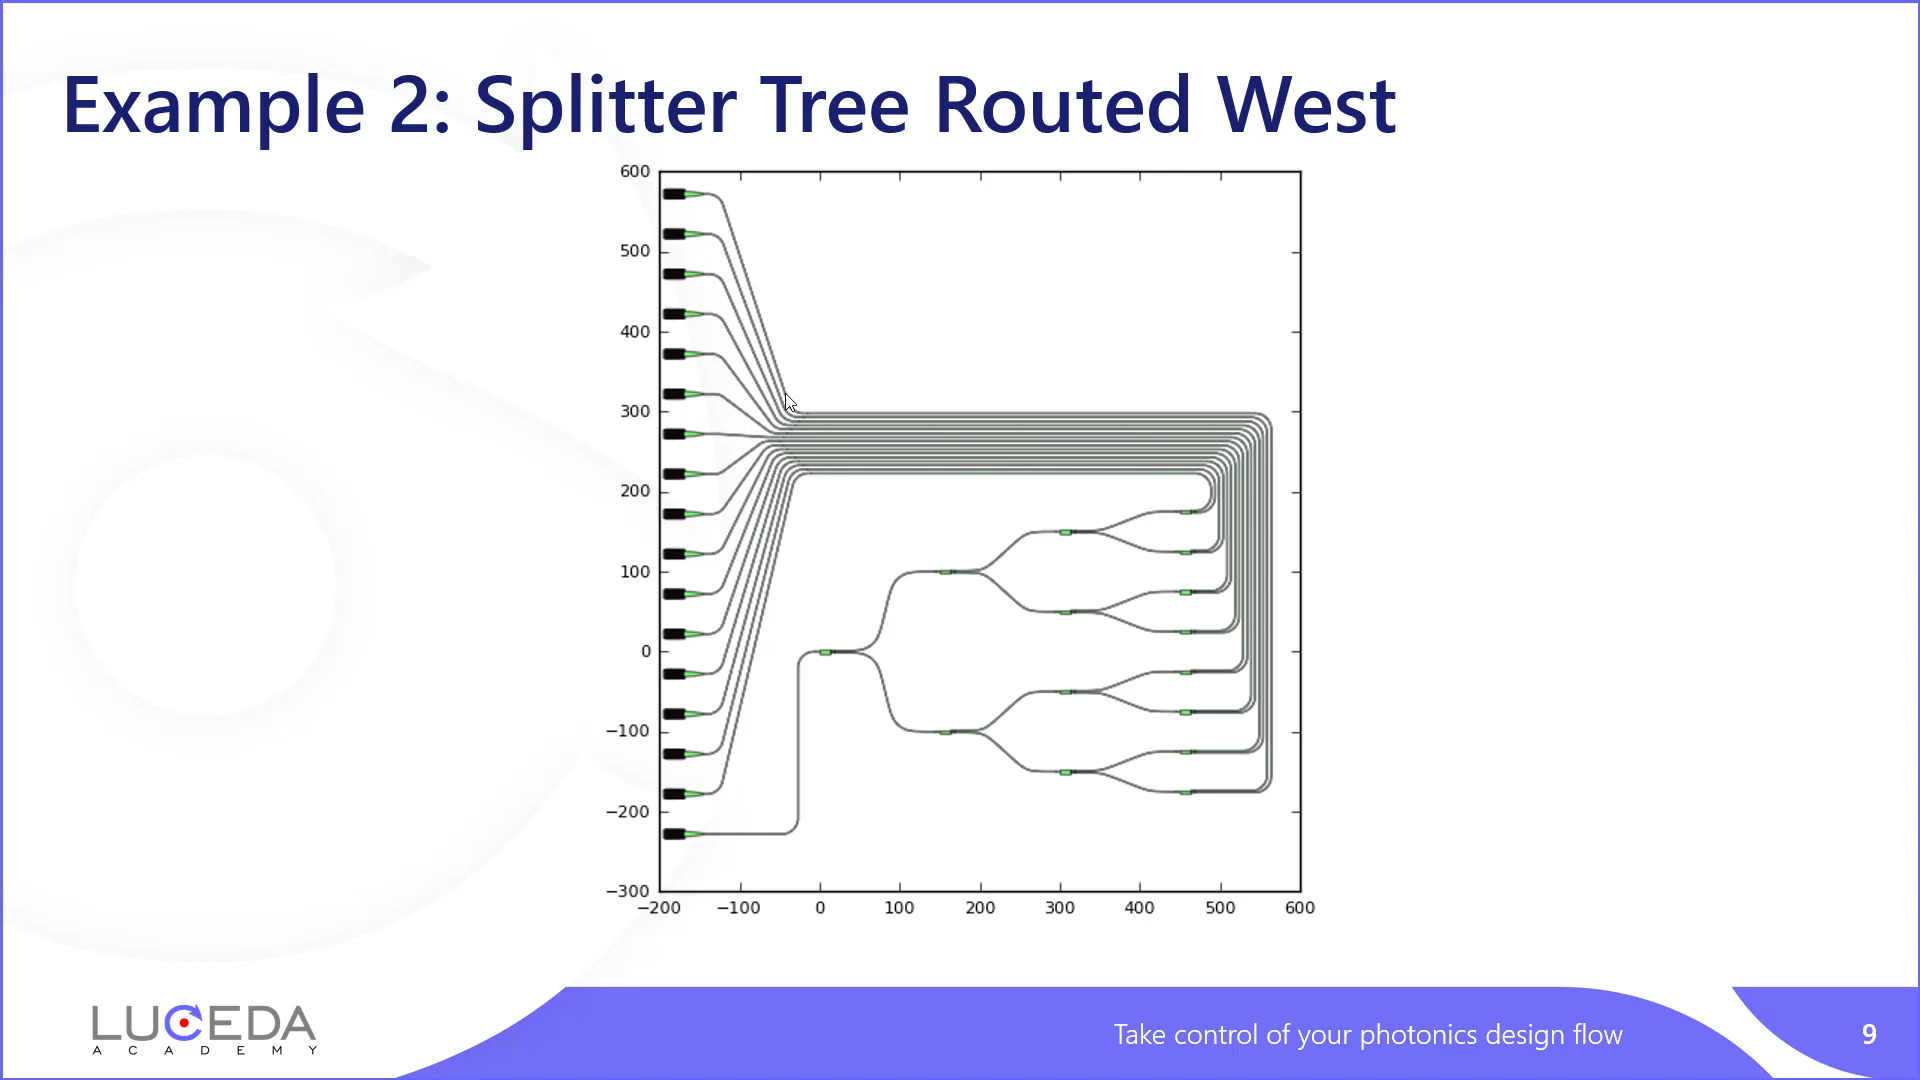 Example 2: Splitter Tree Routed West
600
500
400
300
200
100
0
−100
−200
−300
−200 −100 0 100 200 300 400 500 600
LUCEDA
ACADEMY
Take control of your photonics design flow
9